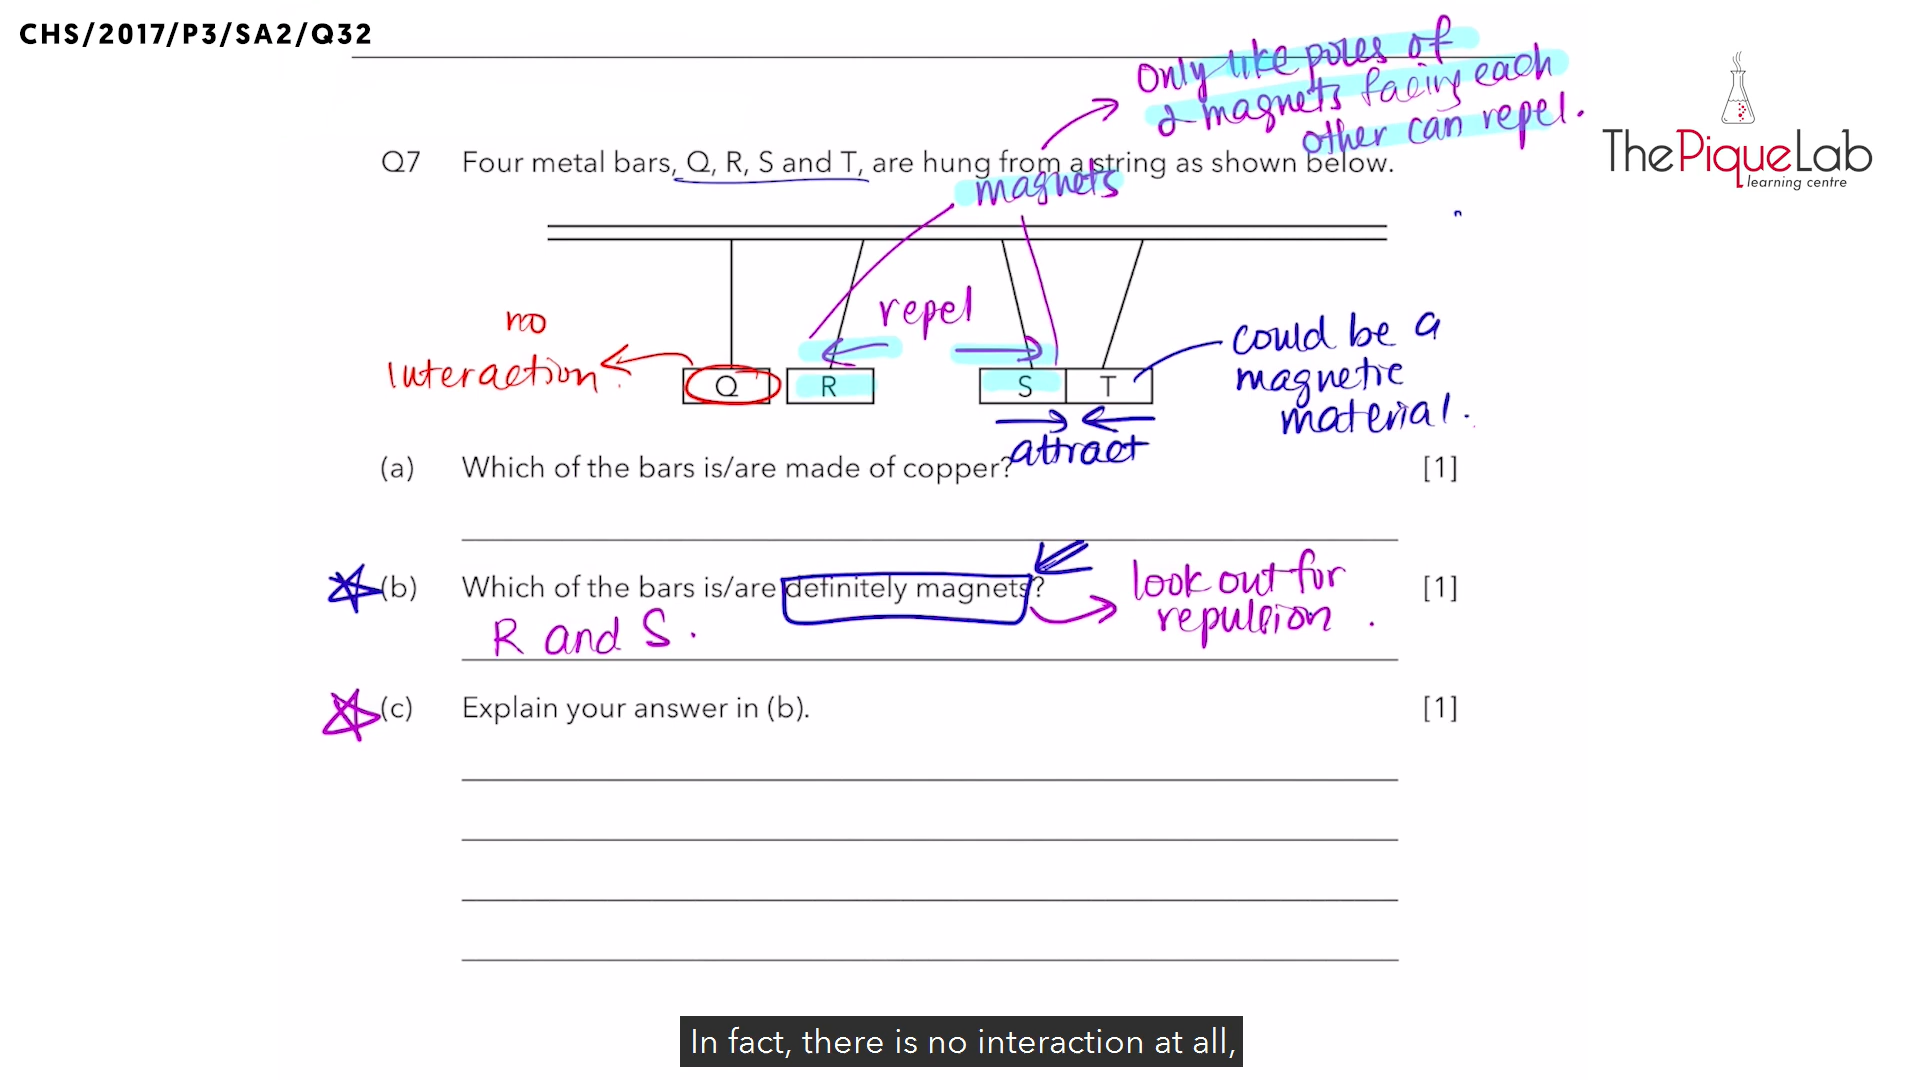 CHS/2017/P3/SA2/Q32
Only like poles of
2 magnets facing each
other can repel.
ThePiqueLab
learning centre
Q7 Four metal bars, Q, R, S and T, are hung from a string as shown below.
magnets
repel
no
interaction.
could be a
magnetic
material.
Q R S T
attract
(a) Which of the bars is/are made of copper? [1]
(b) Which of the bars is/are definitely magnets? [1]
look out for
repulsion.
R and S.
(c) Explain your answer in (b). [1]
In fact, there is no interaction at all,